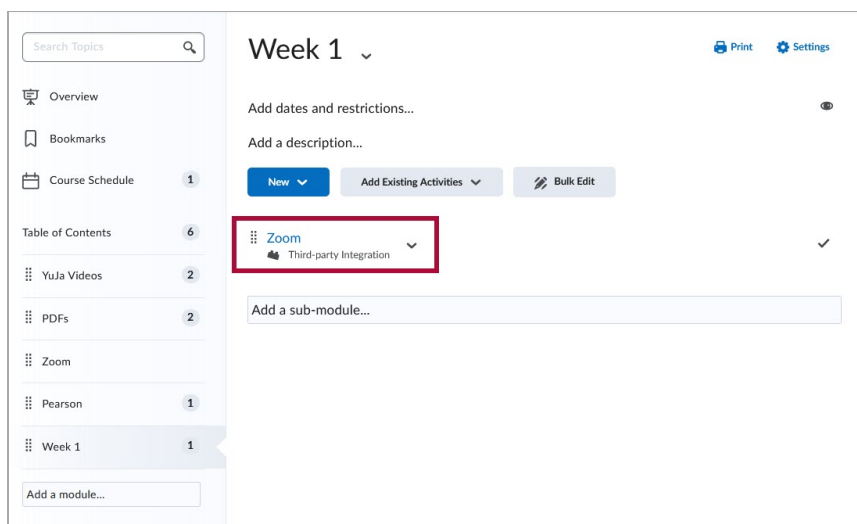 Search Topics
Overview
Bookmarks
Course Schedule 1
Table of Contents 6
YuJa Videos 2
PDFs 2
Zoom
Pearson 1
Week 1 1
Add a module...
Week 1
Print Settings
Add dates and restrictions...
Add a description...
New Add Existing Activities Bulk Edit
Zoom
Third-party Integration
Add a sub-module...